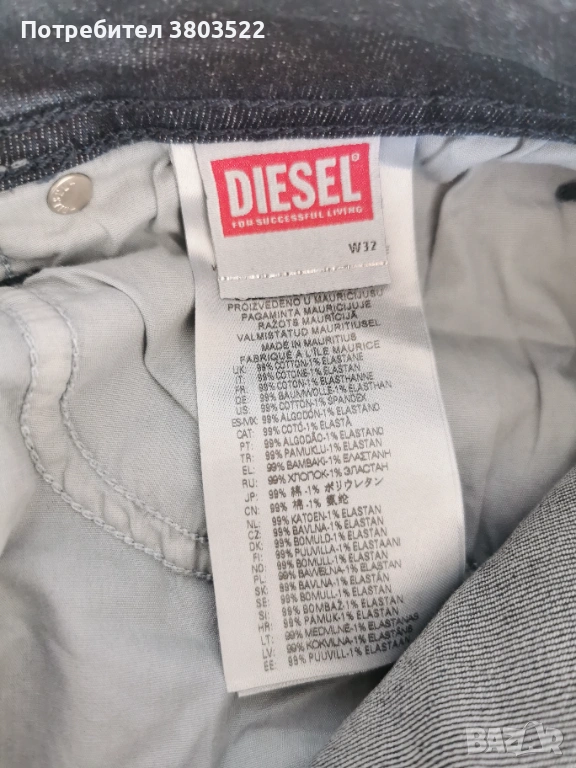 Потребител 3803522
DIESEL®
FOR SUCCESSFUL LIVING
W32
PROIZVEDENO U MAURICIJUSU
PAGAMINTA MAURICIJUJE
RAŽOTS MAURĪCIJĀ
VALMISTATUD MAURITIUSEL
MADE IN MAURITIUS
FABRIQUÉ A L'ÎLE MAURICE
UK: 99% COTTON-1% ELASTANE
IT: 99% COTONE-1% ELASTAN
FR: 99% COTON-1% ELASTHANNE
DE: 99% BAUMWOLLE-1% ELASTHAN
US: 99% COTTON-1% SPANDEX
ES-MX: 99% ALGODÓN-1% ELASTAN
CAT: 99% COTÓ-1% ELASTÀ
PT: 99% ALGODÃO-1% ELASTANO
TR: 99% PAMUKLU-1% ELASTAN
EL: 99% ΒΑΜΒΑΚΙ-1% ΕΛΑΣΤΑΝΗ
RU: 99% ХЛОПОК-1% ЭЛАСТАН
JP: 99% 綿 -1% ポリウレタン
CN: 99% 棉 -1% 氨纶
NL: 99% KATOEN-1% ELASTAN
CZ: 99% BAVLNA-1% ELASTAN
DK: 99% BOMULD-1% ELASTAN
FI: 99% PUUVILLA-1% ELASTAANI
NO: 99% BOMULL-1% ELASTAN
PL: 99% BAWEŁNA-1% ELASTAN
SK: 99% BAVLNA-1% ELASTAN
SE: 99% BOMULL-1% ELASTAN
SI: 99% BOMBAŽ-1% ELASTAN
HR: 99% PAMUK-1% ELASTAN
LT: 99% MEDVILNĖ-1% ELASTAN
LV: 99% KOKVILNA-1% ELASTAN
EE: 99% PUUVILL-1% ELASTAAN
BAZAR